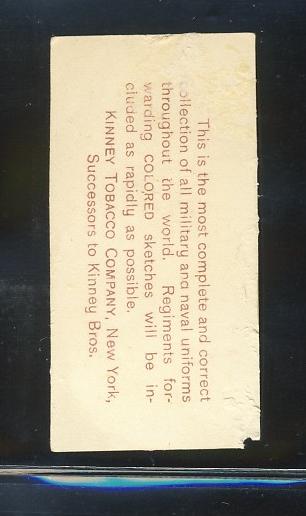 This is the most complete and correct
collection of all military and naval uniforms
throughout the world. Regiments for-
warding COLORED sketches will be in-
cluded as rapidly as possible.
KINNEY TOBACCO COMPANY, New York,
Successors to Kinney Bros.